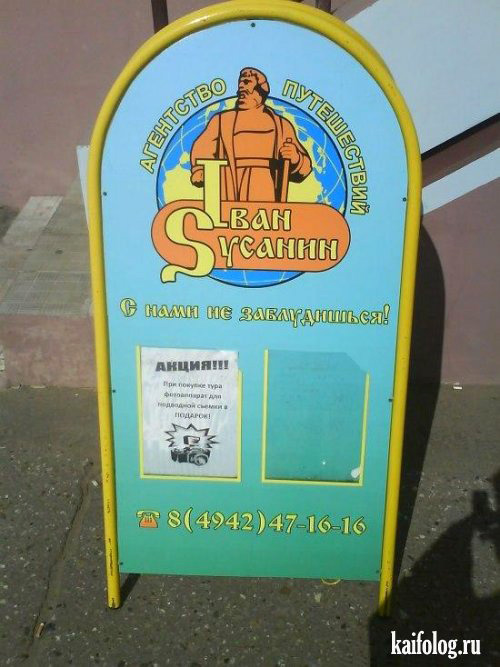 АГЕНТСТВО ПУТЕШЕСТВИЙ
Iван
Sусанин
С нами не заблудишься!
АКЦИЯ!!!
При покупке тура
фотоаппарат для
подводной съемки в
ПОДАРОК!
☎ 8(4942)47-16-16
kaifolog.ru